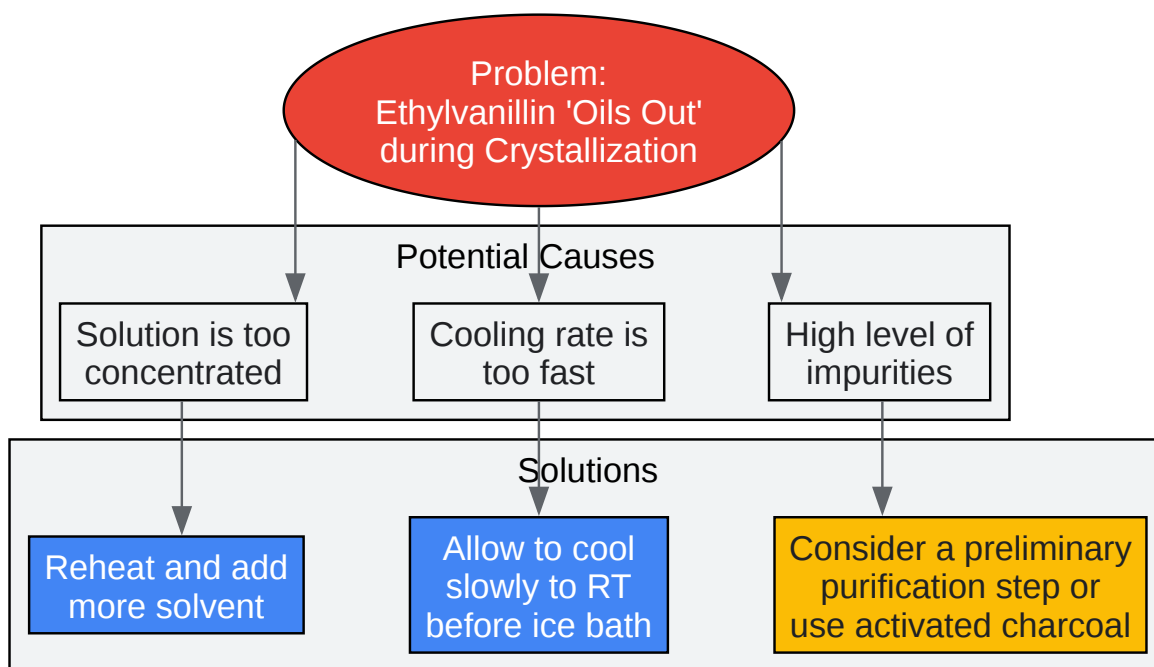 Problem:
Ethylvanillin 'Oils Out'
during Crystallization
Potential Causes
Solution is too
concentrated
Cooling rate is
too fast
High level of
impurities
Solutions
Reheat and add
more solvent
Allow to cool
slowly to RT
before ice bath
Consider a preliminary
purification step or
use activated charcoal